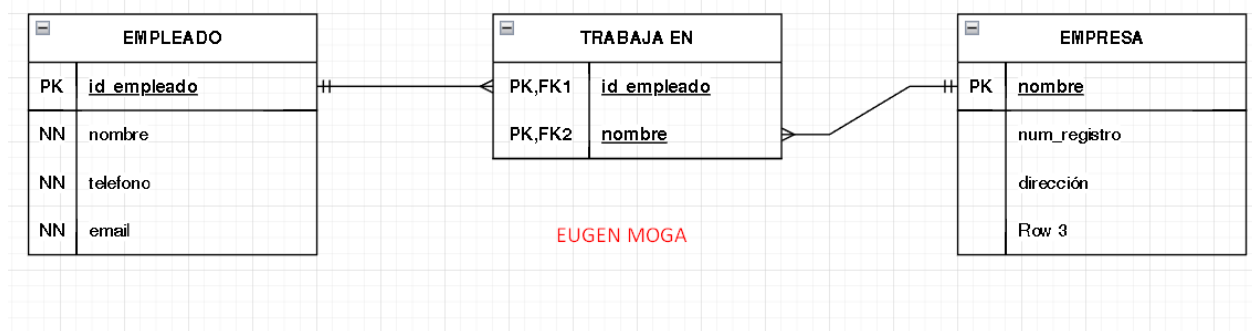 EMPLEADO
PK id_empleado
NN nombre
NN telefono
NN email
TRABAJA EN
PK,FK1 id_empleado
PK,FK2 nombre
EUGEN MOGA
EMPRESA
PK nombre
num_registro
dirección
Row 3